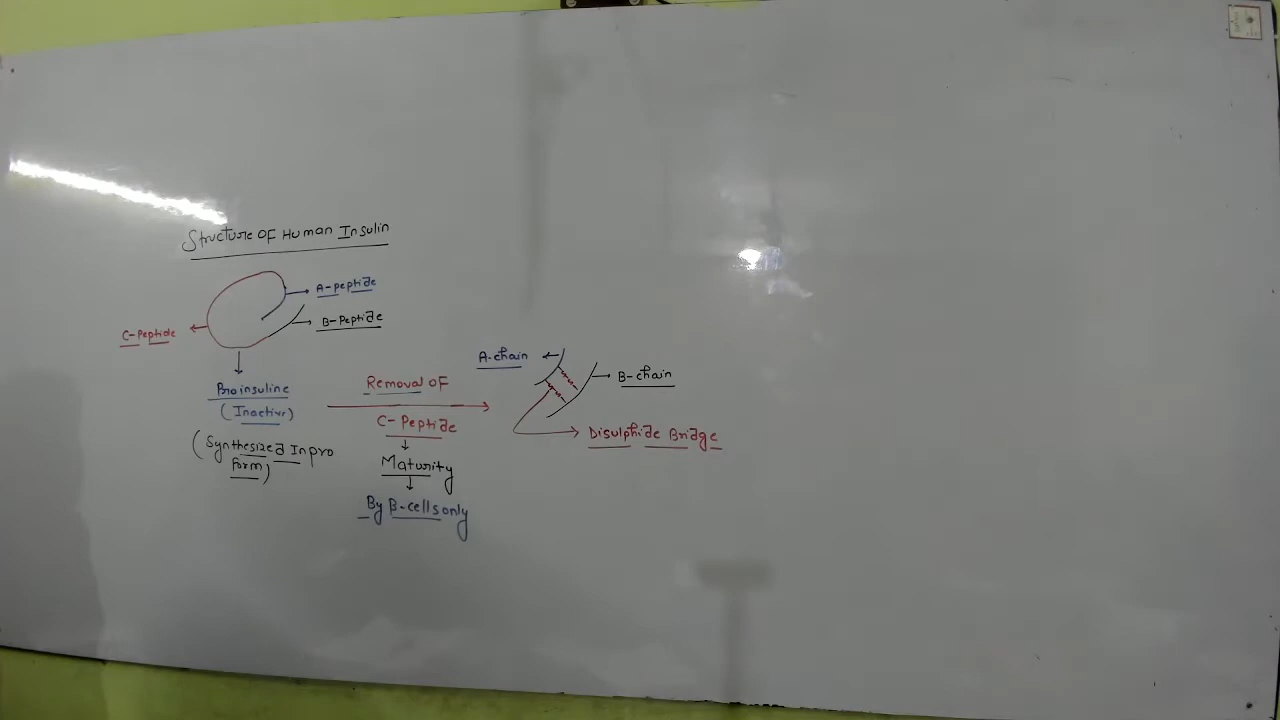 Structure OF Human Insulin
A-peptide
B-Peptide
C-Peptide
Proinsuline
(Inactive)
(Synthesized In pro
form)
Removal OF
C-Peptide
Maturity
By β-cells only
A-chain
B-chain
Disulphide Bridge